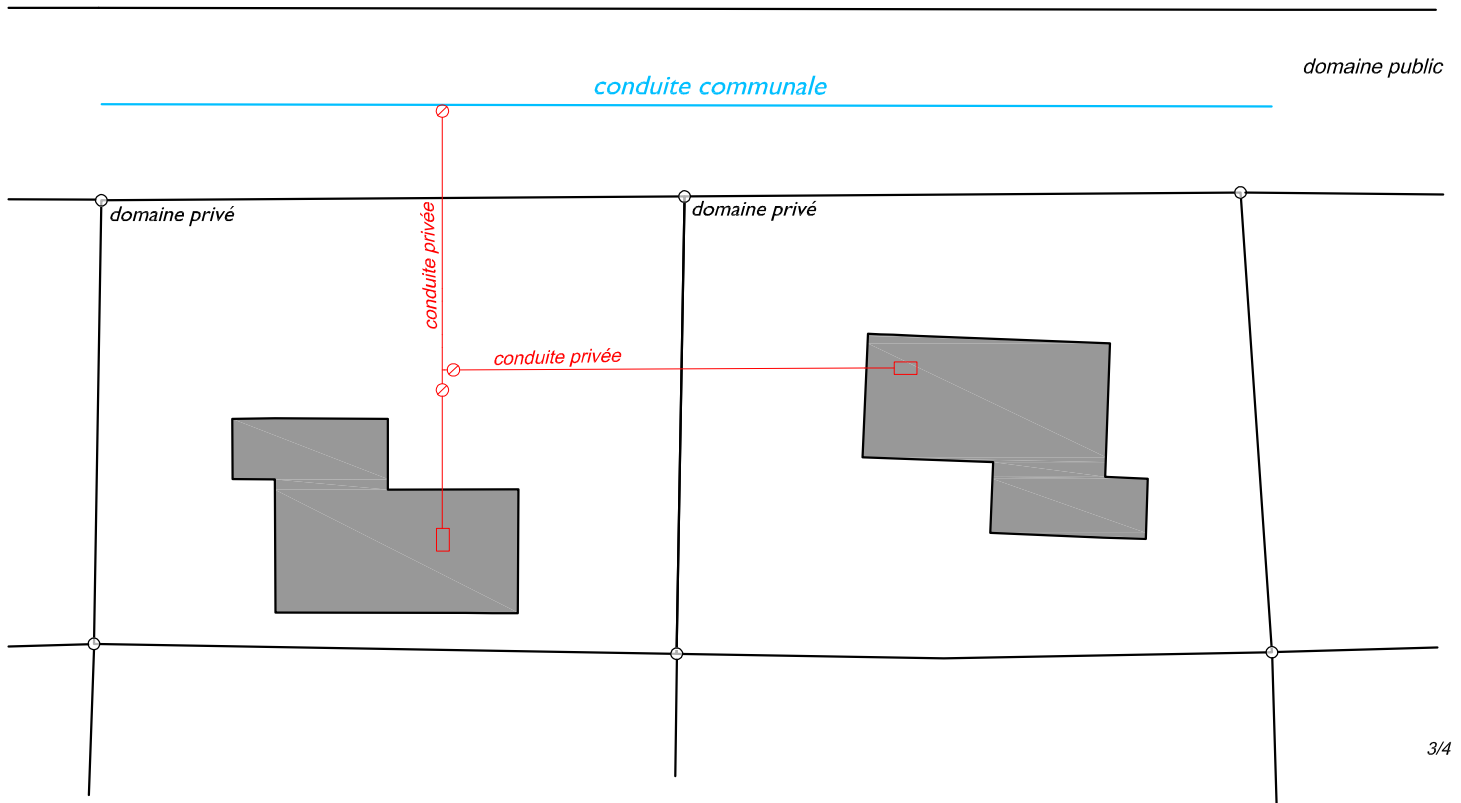 domaine public
conduite communale
domaine privé
domaine privé
conduite privée
conduite privée
3/4